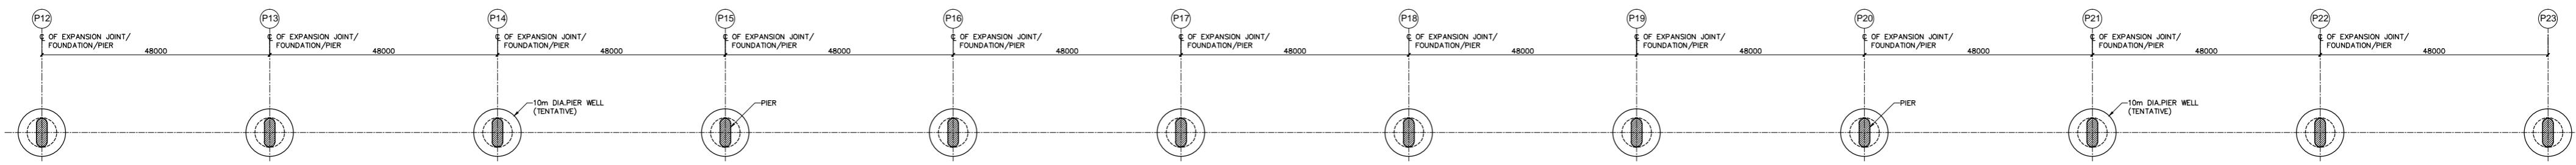 P12 P13 P14 P15 P16 P17 P18 P19 P20 P21 P22 P23
℄ OF EXPANSION JOINT/ ℄ OF EXPANSION JOINT/ ℄ OF EXPANSION JOINT/ ℄ OF EXPANSION JOINT/ ℄ OF EXPANSION JOINT/ ℄ OF EXPANSION JOINT/ ℄ OF EXPANSION JOINT/ ℄ OF EXPANSION JOINT/ ℄ OF EXPANSION JOINT/ ℄ OF EXPANSION JOINT/ ℄ OF EXPANSION JOINT/
FOUNDATION/PIER FOUNDATION/PIER FOUNDATION/PIER FOUNDATION/PIER FOUNDATION/PIER FOUNDATION/PIER FOUNDATION/PIER FOUNDATION/PIER FOUNDATION/PIER FOUNDATION/PIER FOUNDATION/PIER
48000 48000 48000 48000 48000 48000 48000 48000 48000 48000 48000
10m DIA.PIER WELL PIER PIER 10m DIA.PIER WELL
(TENTATIVE) (TENTATIVE)